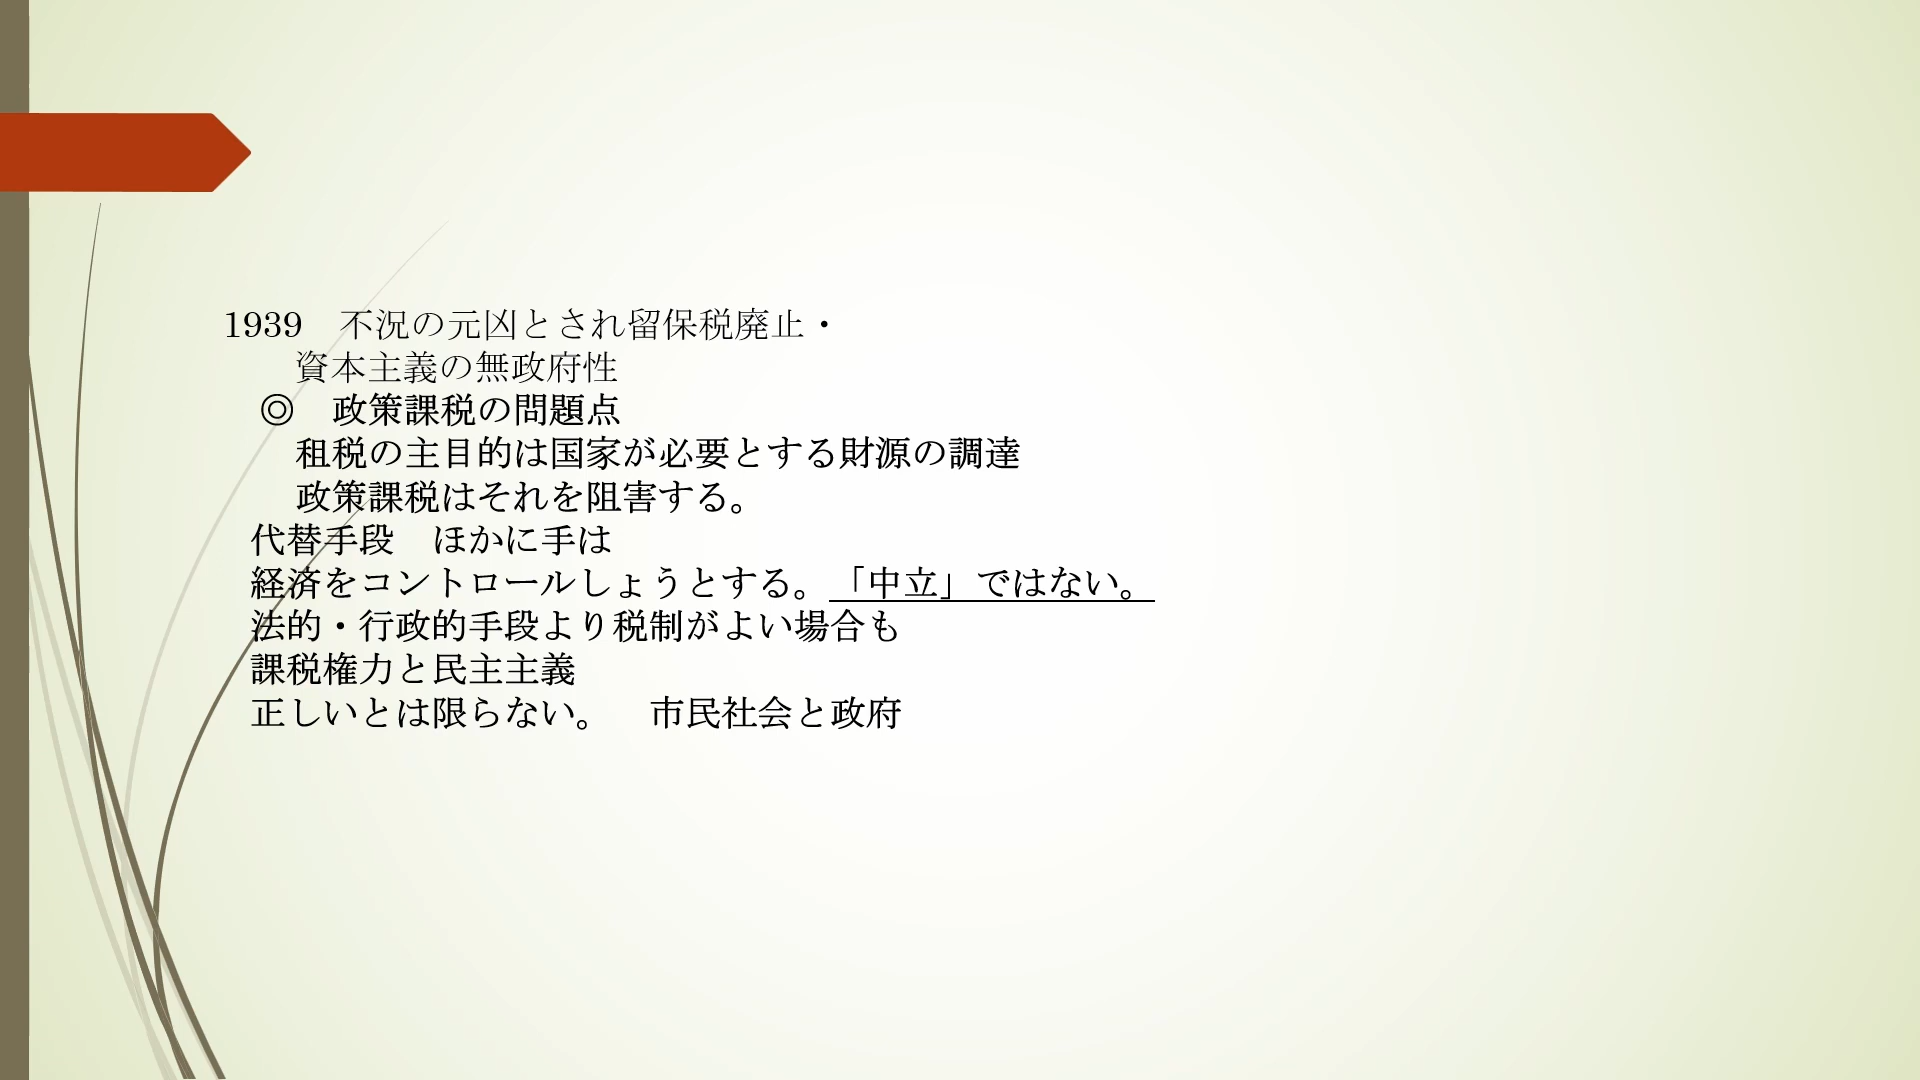 1939　不況の元凶とされ留保税廃止・
資本主義の無政府性
◎　政策課税の問題点
租税の主目的は国家が必要とする財源の調達
政策課税はそれを阻害する。
代替手段　ほかに手は
経済をコントロールしょうとする。「中立」ではない。
法的・行政的手段より税制がよい場合も
課税権力と民主主義
正しいとは限らない。　市民社会と政府